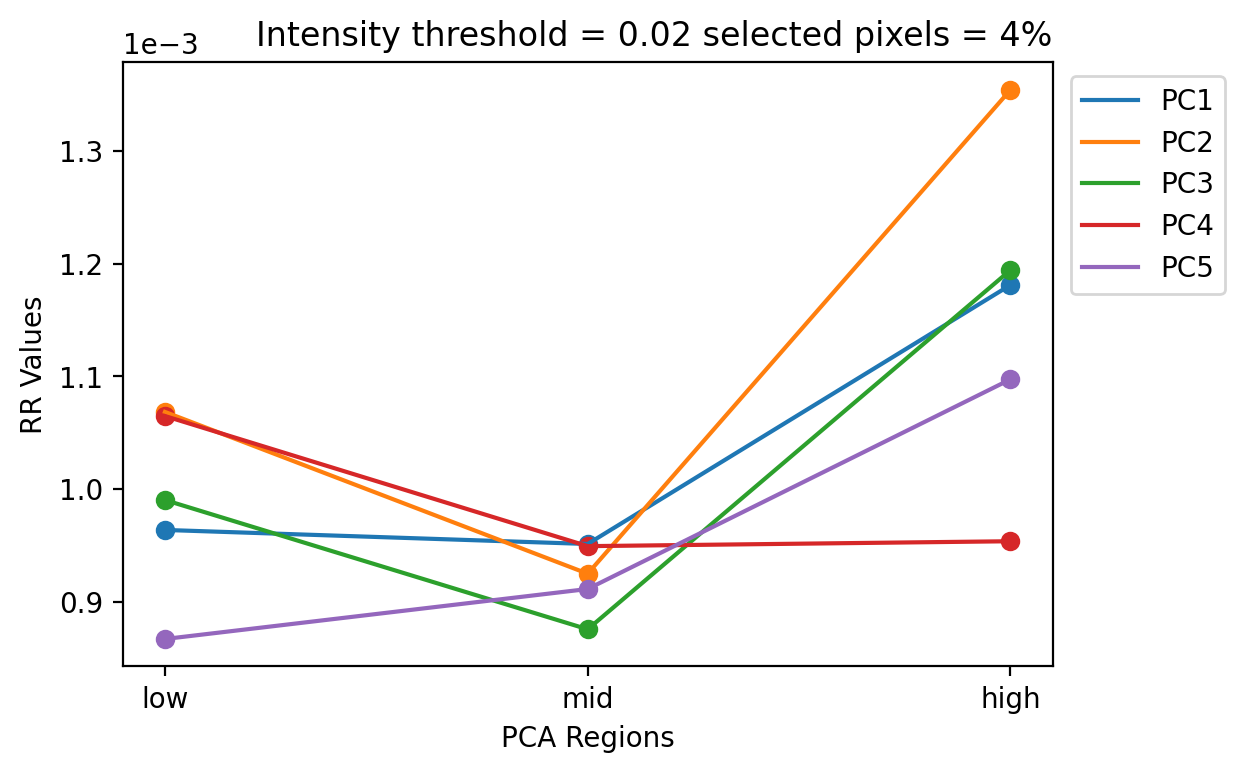 Intensity threshold = 0.02 selected pixels = 4%
1e−3
1.3
1.2
1.1
1.0
0.9
RR Values
low mid high
PCA Regions
PC1
PC2
PC3
PC4
PC5